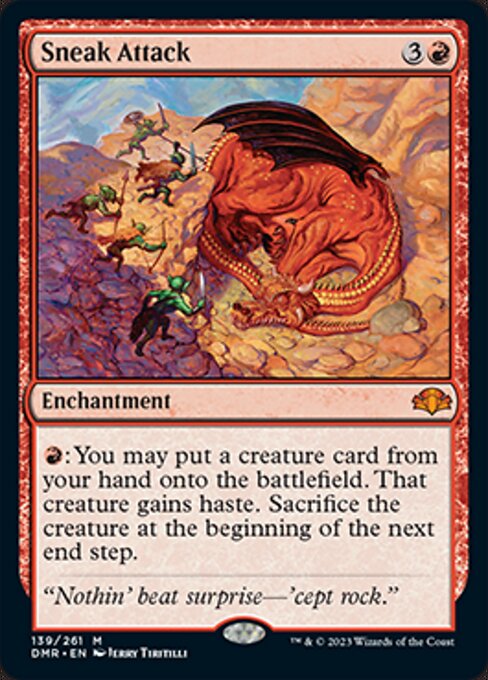 Sneak Attack 3
Enchantment
: You may put a creature card from
your hand onto the battlefield. That
creature gains haste. Sacrifice the
creature at the beginning of the next
end step.
“Nothin’ beat surprise—’cept rock.”
139/261 M
DMR • EN JERRY TIRITILLI
™ & © 2023 Wizards of the Coast